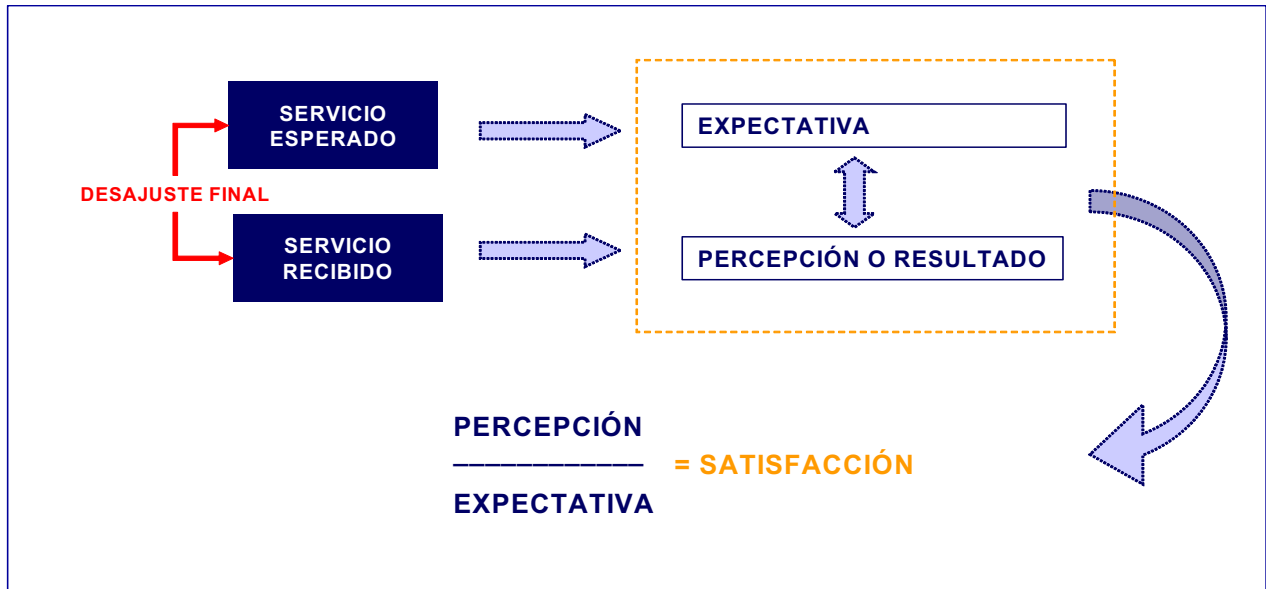 SERVICIO
ESPERADO
EXPECTATIVA
DESAJUSTE FINAL
SERVICIO
RECIBIDO
PERCEPCIÓN O RESULTADO
PERCEPCIÓN
= SATISFACCIÓN
EXPECTATIVA